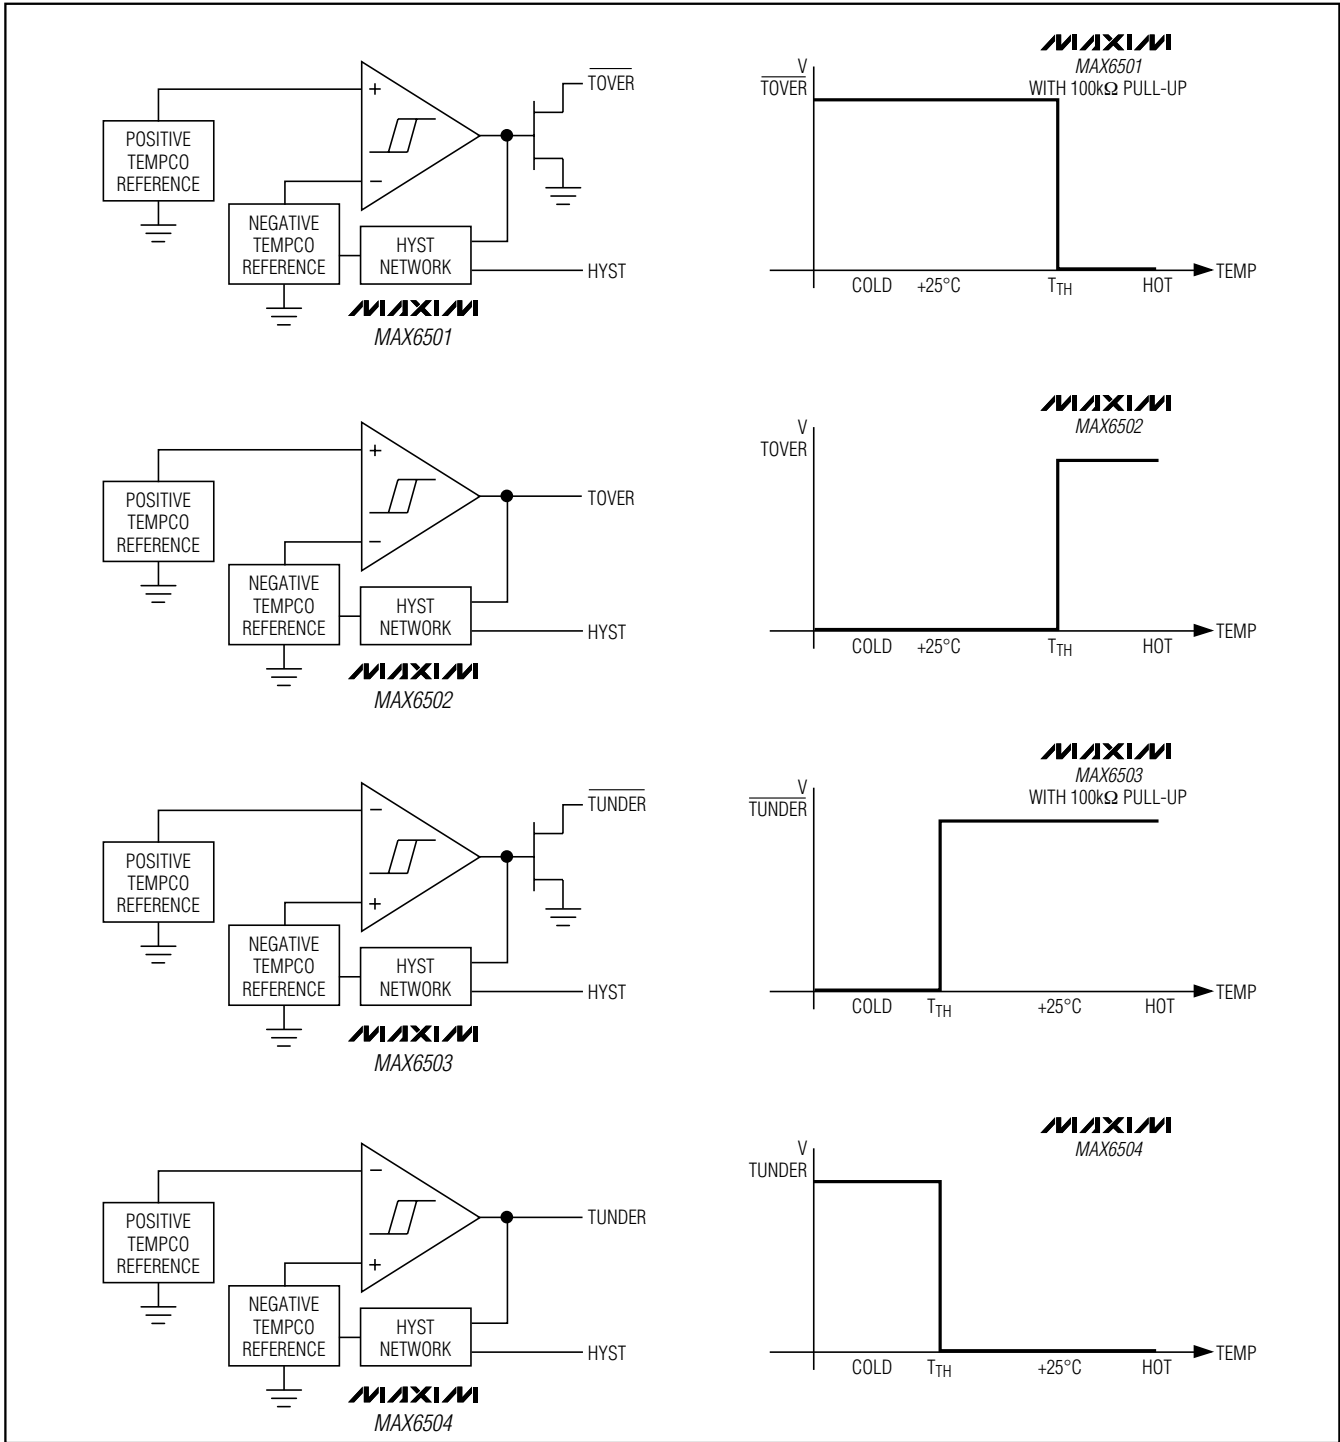 POSITIVE
TEMPCO
REFERENCE
+
−
NEGATIVE
TEMPCO
REFERENCE
HYST
NETWORK
TOVER
HYST
MAXIM
MAX6501
MAXIM
MAX6501
WITH 100kΩ PULL-UP
V
TOVER
COLD
+25°C
TTH
HOT
TEMP
POSITIVE
TEMPCO
REFERENCE
+
−
NEGATIVE
TEMPCO
REFERENCE
HYST
NETWORK
TOVER
HYST
MAXIM
MAX6502
MAXIM
MAX6502
V
TOVER
COLD
+25°C
TTH
HOT
TEMP
POSITIVE
TEMPCO
REFERENCE
−
+
NEGATIVE
TEMPCO
REFERENCE
HYST
NETWORK
TUNDER
HYST
MAXIM
MAX6503
MAXIM
MAX6503
WITH 100kΩ PULL-UP
V
TUNDER
COLD
TTH
+25°C
HOT
TEMP
POSITIVE
TEMPCO
REFERENCE
−
+
NEGATIVE
TEMPCO
REFERENCE
HYST
NETWORK
TUNDER
HYST
MAXIM
MAX6504
MAXIM
MAX6504
V
TUNDER
COLD
TTH
+25°C
HOT
TEMP